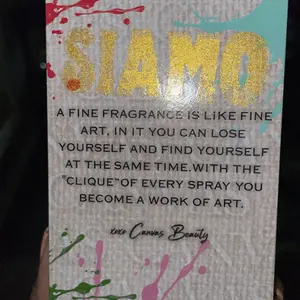 SIAMO
A FINE FRAGRANCE IS LIKE FINE
ART, IN IT YOU CAN LOSE
YOURSELF AND FIND YOURSELF
AT THE SAME TIME.WITH THE
"CLIQUE"OF EVERY SPRAY YOU
BECOME A WORK OF ART.
xoxo Canvas Beauty